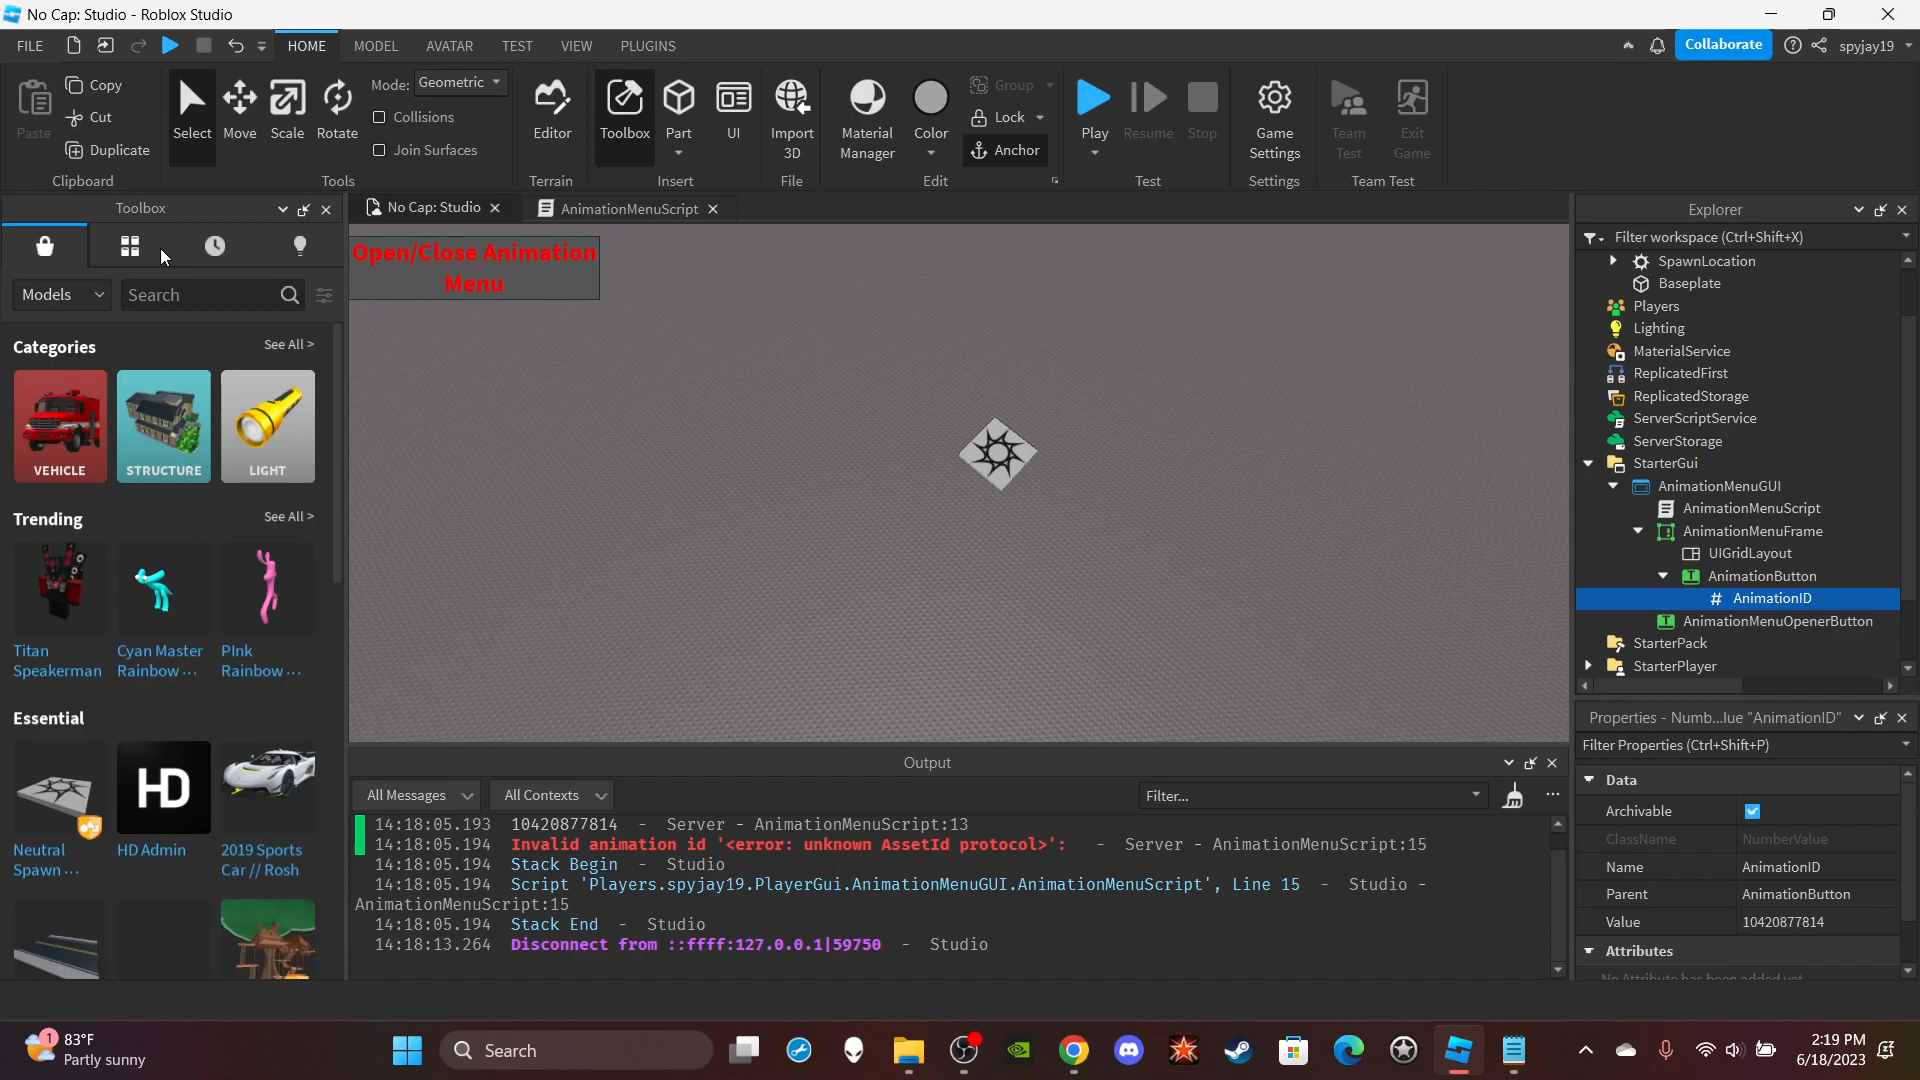 No Cap: Studio - Roblox Studio
FILE HOME MODEL AVATAR TEST VIEW PLUGINS Collaborate spyjay19
Paste Copy Cut Duplicate
Clipboard
Select Move Scale Rotate
Mode: Geometric
Collisions
Join Surfaces
Tools
Editor
Terrain
Toolbox Part UI
Insert
Import 3D
File
Material Manager
Color
Group
Lock
Anchor
Edit
Play Resume Stop
Test
Game Settings
Settings
Team Test
Exit Game
Team Test
Toolbox
Models Search
Categories See All >
VEHICLE STRUCTURE LIGHT
Trending See All >
Titan Speakerman
Cyan Master Rainbow ...
PInk Rainbow ...
Essential
Neutral Spawn ...
HD
HD Admin
2019 Sports Car // Rosh
No Cap: Studio AnimationMenuScript
Open/Close Animation
Menu
Output
All Messages All Contexts Filter...
14:18:05.193 10420877814 - Server - AnimationMenuScript:13
14:18:05.194 Invalid animation id '<error: unknown AssetId protocol>': - Server - AnimationMenuScript:15
14:18:05.194 Stack Begin - Studio
14:18:05.194 Script 'Players.spyjay19.PlayerGui.AnimationMenuGUI.AnimationMenuScript', Line 15 - Studio -
AnimationMenuScript:15
14:18:05.194 Stack End - Studio
14:18:13.264 Disconnect from ::ffff:127.0.0.1|59750 - Studio
Explorer
Filter workspace (Ctrl+Shift+X)
SpawnLocation
Baseplate
Players
Lighting
MaterialService
ReplicatedFirst
ReplicatedStorage
ServerScriptService
ServerStorage
StarterGui
AnimationMenuGUI
AnimationMenuScript
AnimationMenuFrame
UIGridLayout
AnimationButton
# AnimationID
AnimationMenuOpenerButton
StarterPack
StarterPlayer
Properties - Numb...lue "AnimationID"
Filter Properties (Ctrl+Shift+P)
Data
Archivable
ClassName NumberValue
Name AnimationID
Parent AnimationButton
Value 10420877814
Attributes
No Attribute has been added yet
1 83°F
Partly sunny
Search
2:19 PM
6/18/2023